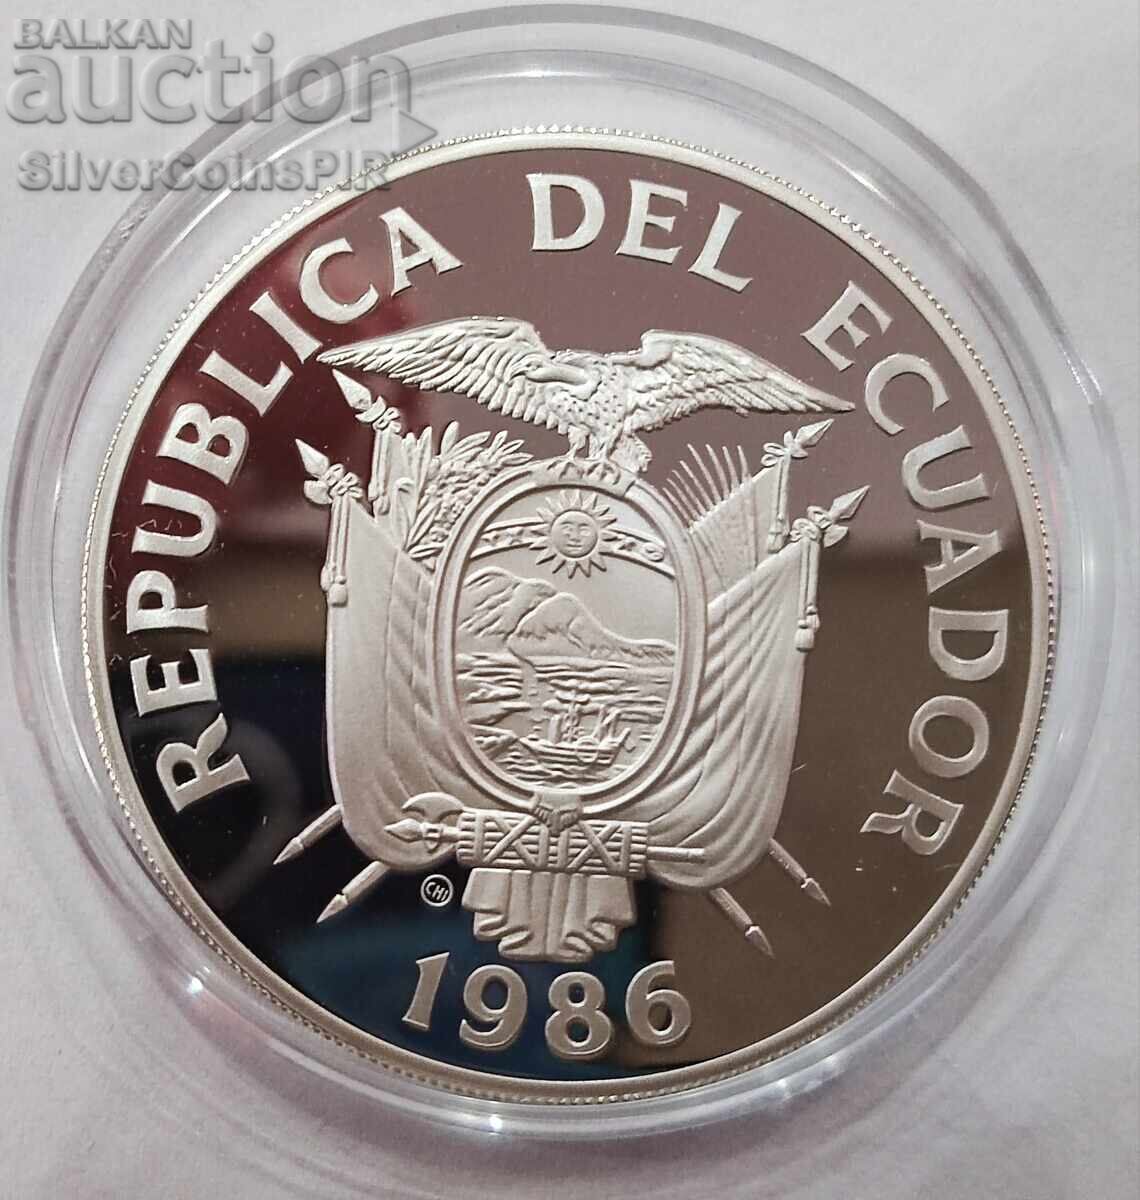 BALKAN
auction
SilverCoinsPIR
REPUBLICA DEL ECUADOR
CHI
1986